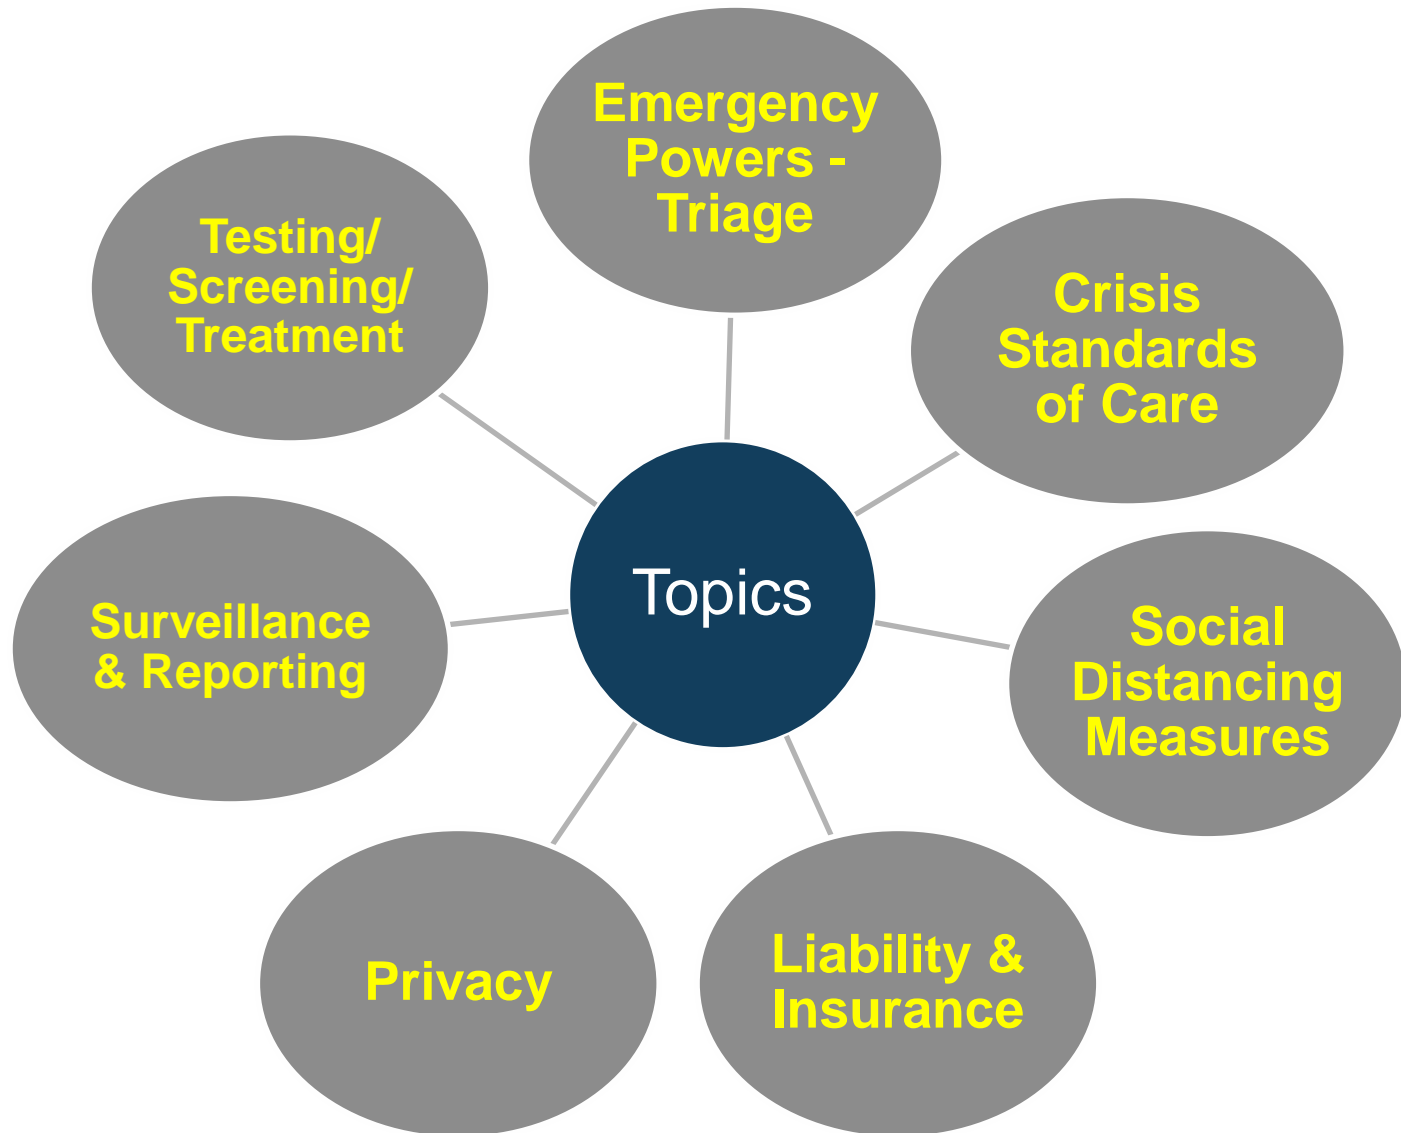 Emergency
Powers -
Triage
Crisis
Standards
of Care
Social
Distancing
Measures
Liability &
Insurance
Privacy
Surveillance
& Reporting
Testing/
Screening/
Treatment
Topics